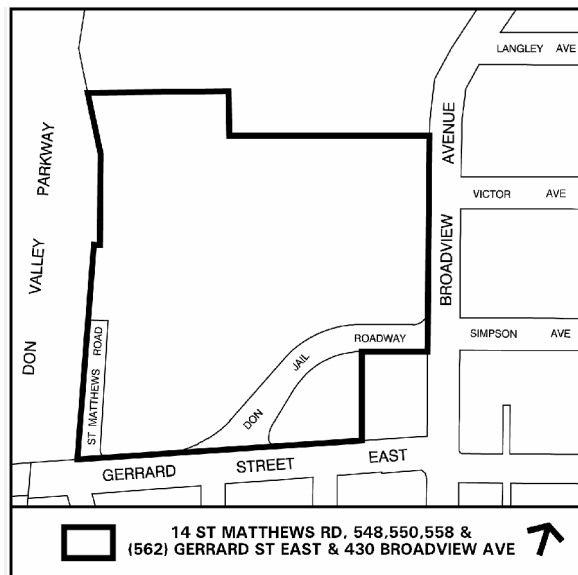 LANGLEY AVE
AVENUE
PARKWAY
VICTOR AVE
BROADVIEW
VALLEY
SIMPSON AVE
ROADWAY
JAIL
DON
ST MATTHEWS ROAD
DON
GERRARD STREET EAST
14 ST MATTHEWS RD, 548,550,558 &
(562) GERRARD ST EAST & 430 BROADVIEW AVE